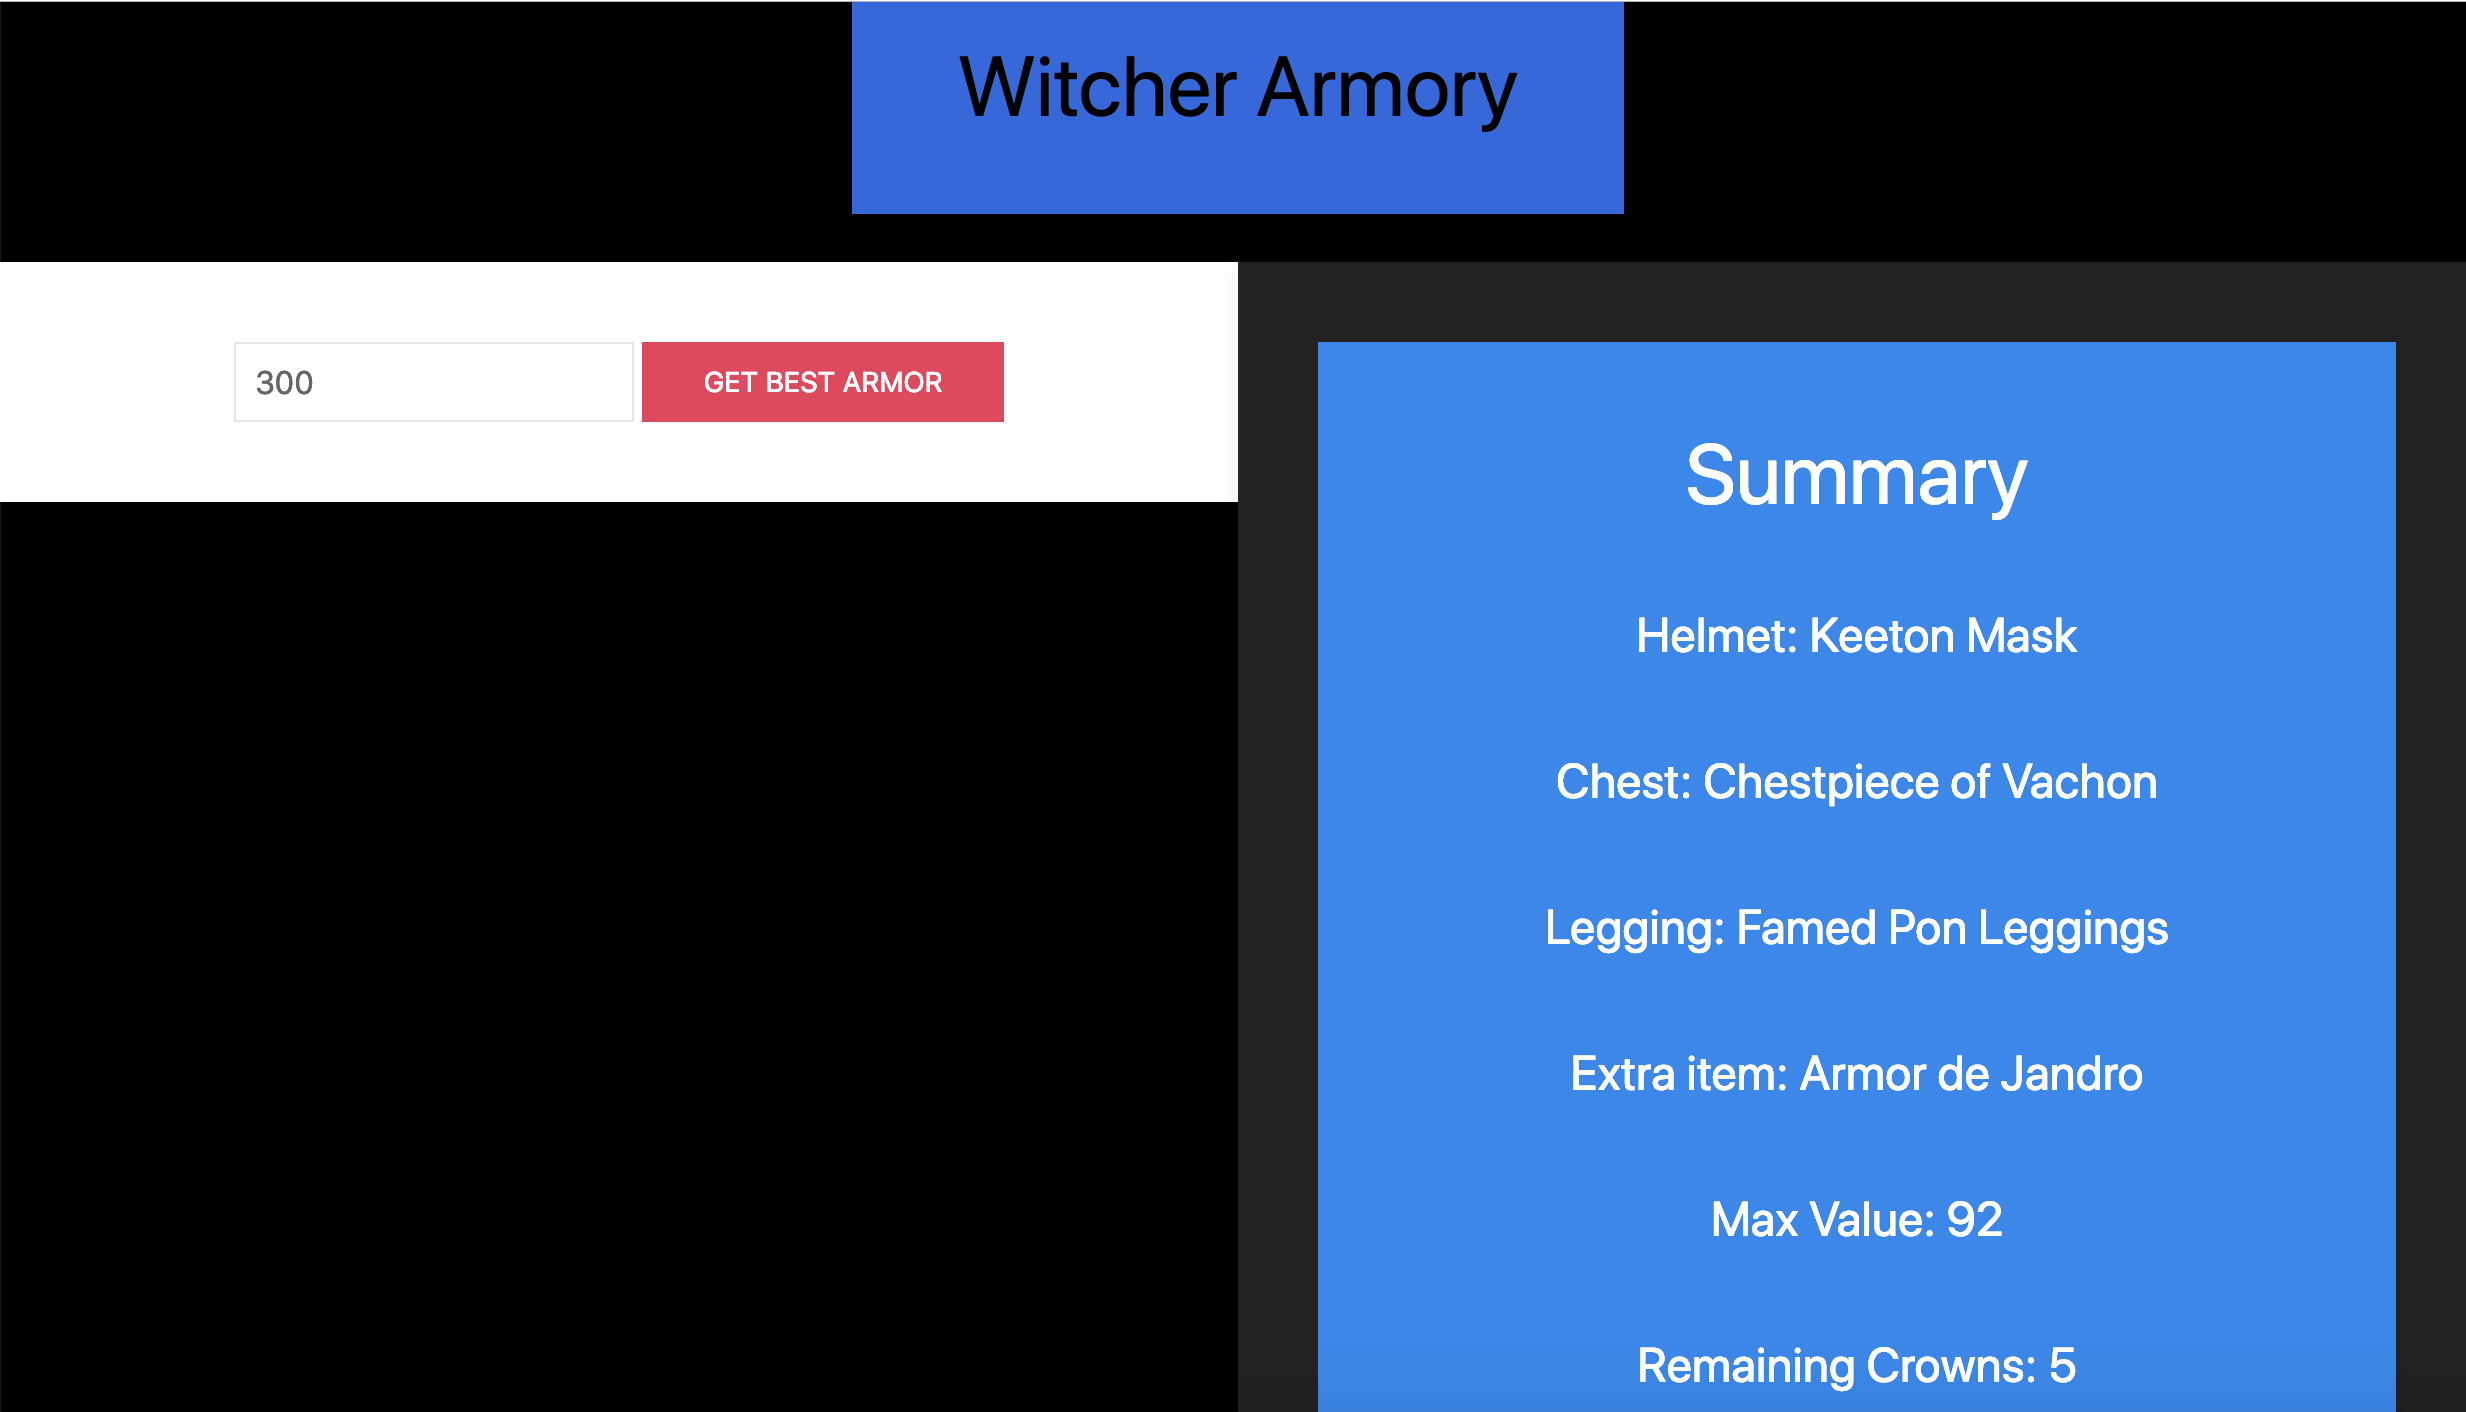 Witcher Armory
300
GET BEST ARMOR
Summary
Helmet: Keeton Mask
Chest: Chestpiece of Vachon
Legging: Famed Pon Leggings
Extra item: Armor de Jandro
Max Value: 92
Remaining Crowns: 5